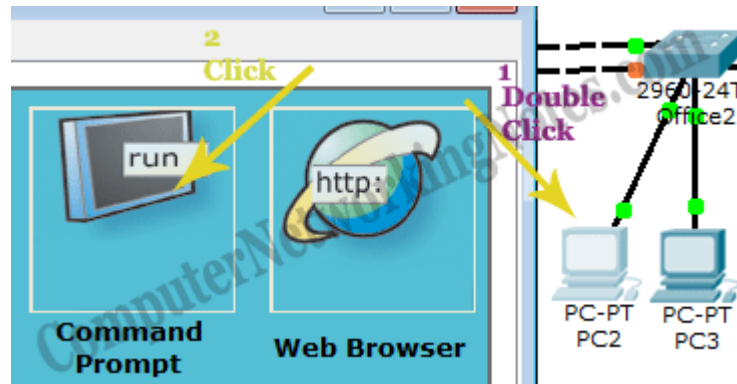 2
Click
1
Double
Click
run
http:
Command
Prompt
Web Browser
2960-24T
Office2
PC-PT
PC2
PC-PT
PC3
ComputerNetworkingNotes.com